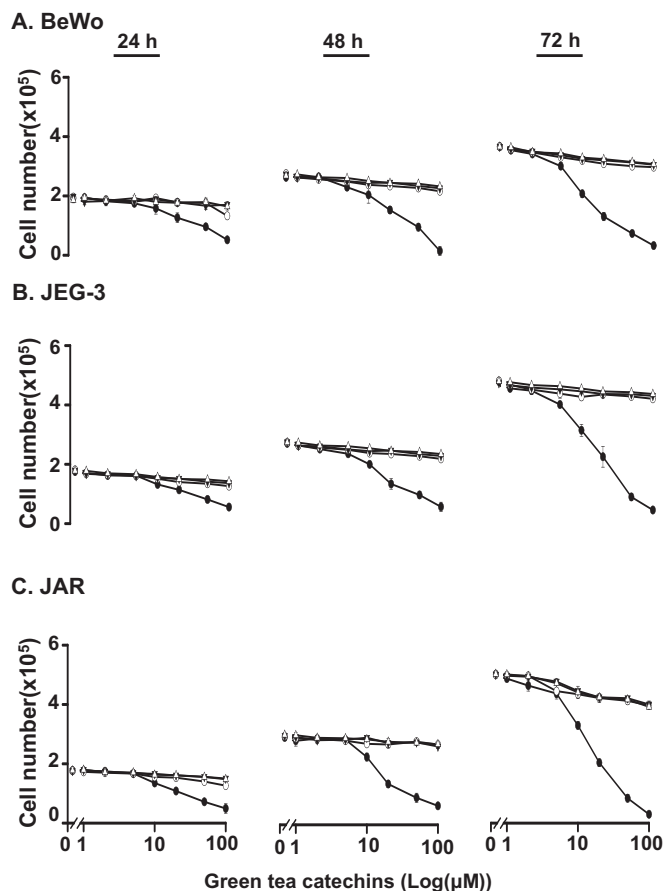 A. BeWo
24 h 48 h 72 h
Cell number(x10⁵)
6
4
2
0
B. JEG-3
Cell number(x10⁵)
6
4
2
0
C. JAR
Cell number(x10⁵)
6
4
2
0
0 1 10 100 0 1 10 100 0 1 10 100
Green tea catechins (Log(μM))